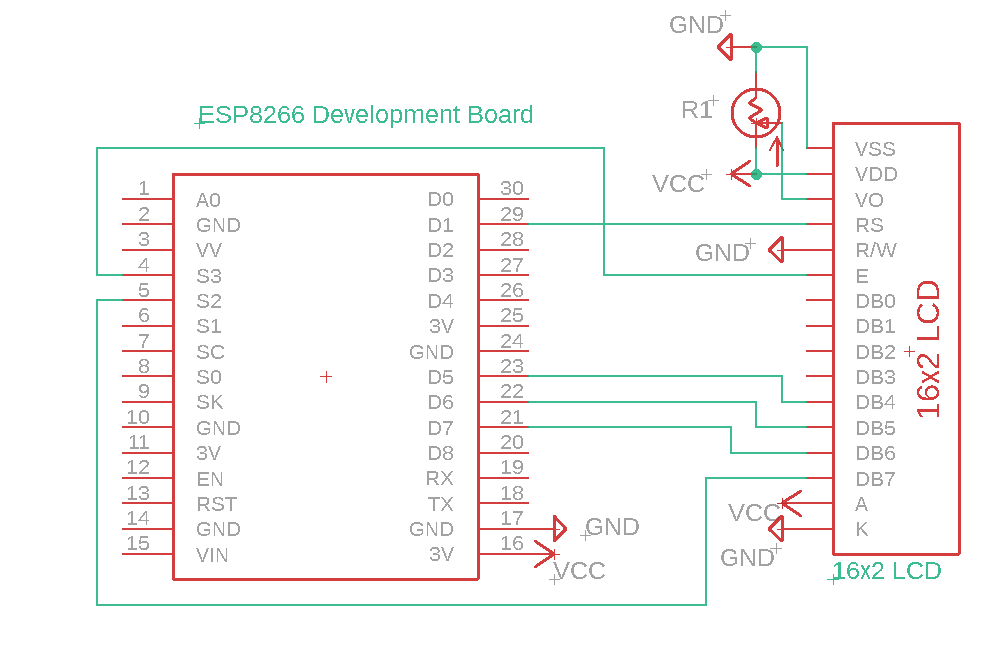 GND
R1
ESP8266 Development Board
VCC
GND
1 A0 D0 30
2 GND D1 29
3 VV D2 28
4 S3 D3 27
5 S2 D4 26
6 S1 3V 25
7 SC GND 24
8 S0 D5 23
9 SK D6 22
10 GND D7 21
11 3V D8 20
12 EN RX 19
13 RST TX 18
14 GND GND 17 GND
15 VIN 3V 16 VCC
VSS
VDD
VO
RS
R/W
E
DB0
DB1
DB2
DB3
DB4
DB5
DB6
DB7
A
K
VCC
GND
16x2 LCD
16x2 LCD